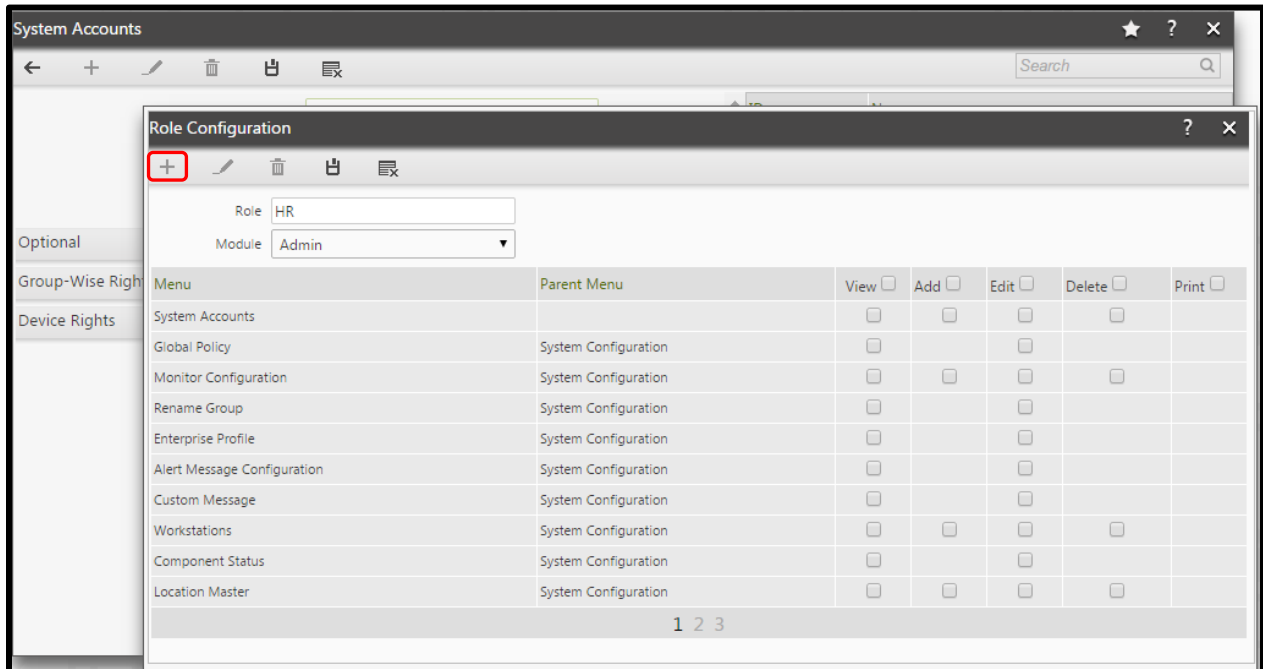 System Accounts ?
Search
Role Configuration ?
Role HR
Module Admin
Optional
Group-Wise Righ
Device Rights
Menu Parent Menu View Add Edit Delete Print
System Accounts
Global Policy System Configuration
Monitor Configuration System Configuration
Rename Group System Configuration
Enterprise Profile System Configuration
Alert Message Configuration System Configuration
Custom Message System Configuration
Workstations System Configuration
Component Status System Configuration
Location Master System Configuration
1 2 3